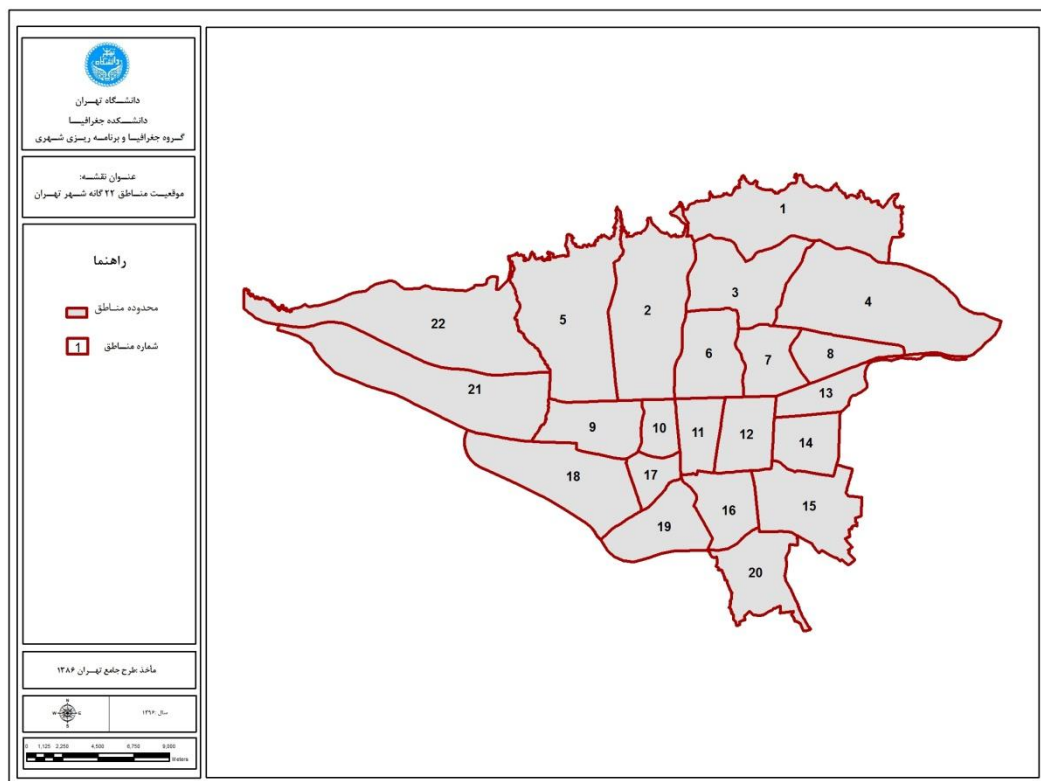 دانشگاه تهران
دانشکده جغرافیا
گروه جغرافیا و برنامه ریزی شهری
عنوان نقشه:
موقعیت مناطق ۲۲ گانه شهر تهران
راهنما
محدوده مناطق
1 شماره مناطق
مأخذ :طرح جامع تهران ۱۳۸۶
N
W E
S
سال :۱۳۹۶
0 1,125 2,250 4,500 6,750 9,000
Meters
1
2
3
4
5
6
7
8
9
10
11
12
13
14
15
16
17
18
19
20
21
22